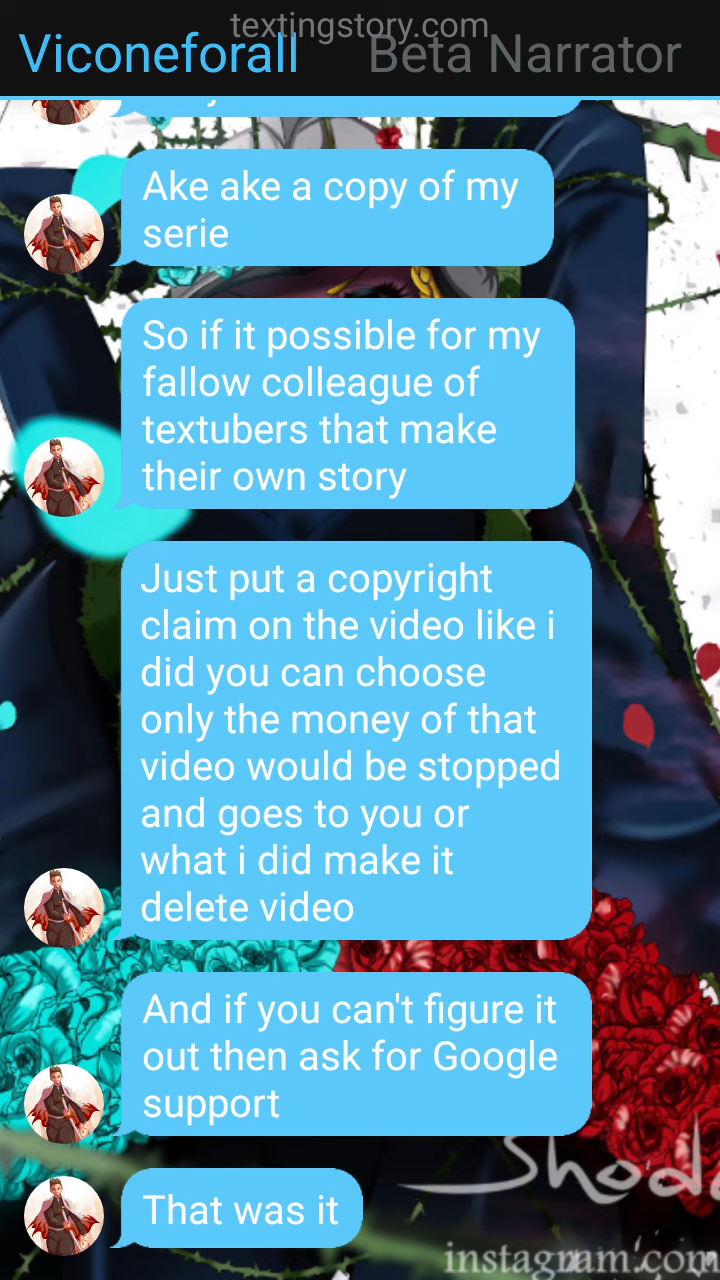 textingstory.com
Viconeforall Beta Narrator
Ake ake a copy of my
serie
So if it possible for my
fallow colleague of
textubers that make
their own story
Just put a copyright
claim on the video like i
did you can choose
only the money of that
video would be stopped
and goes to you or
what i did make it
delete video
And if you can't figure it
out then ask for Google
support
That was it
instagram.com